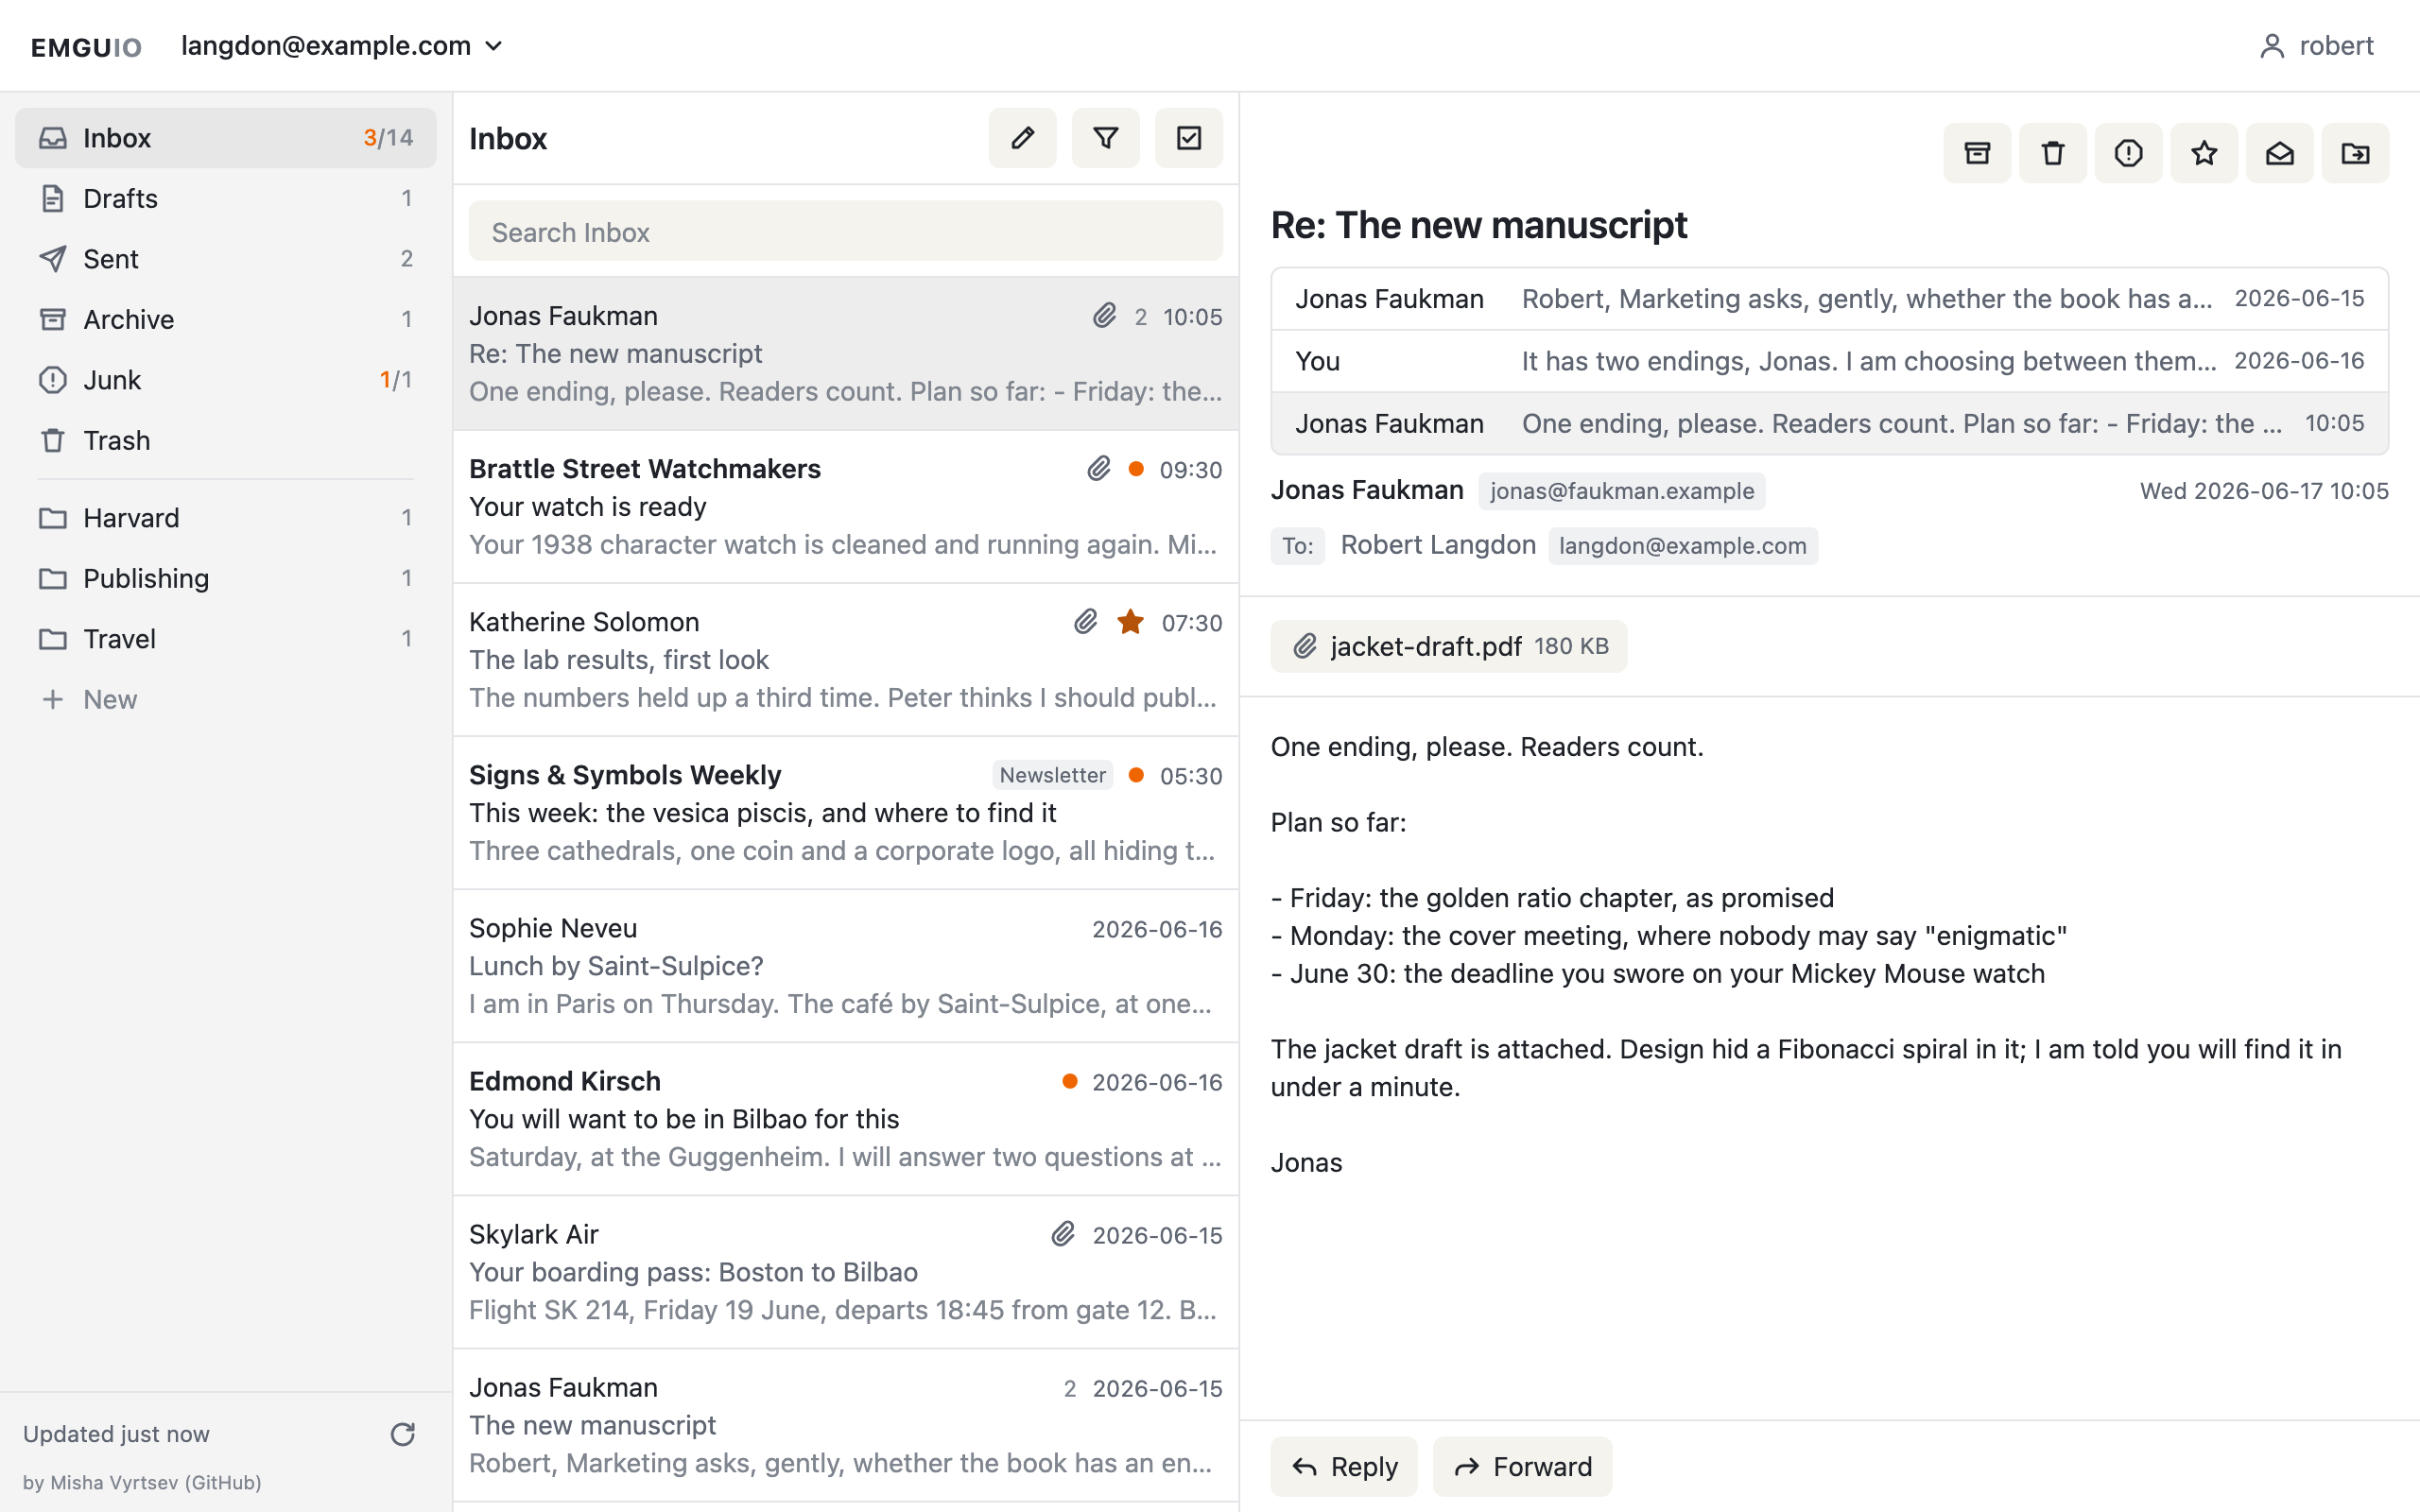 EMGUIO langdon@example.com robert
Inbox 3/14
Drafts 1
Sent 2
Archive 1
Junk 1/1
Trash
Harvard 1
Publishing 1
Travel 1
New
Updated just now
by Misha Vyrtsev (GitHub)
Inbox
Search Inbox
Jonas Faukman 2 10:05
Re: The new manuscript
One ending, please. Readers count. Plan so far: - Friday: the...
Brattle Street Watchmakers 09:30
Your watch is ready
Your 1938 character watch is cleaned and running again. Mi...
Katherine Solomon 07:30
The lab results, first look
The numbers held up a third time. Peter thinks I should publ...
Signs & Symbols Weekly Newsletter 05:30
This week: the vesica piscis, and where to find it
Three cathedrals, one coin and a corporate logo, all hiding t...
Sophie Neveu 2026-06-16
Lunch by Saint-Sulpice?
I am in Paris on Thursday. The café by Saint-Sulpice, at one...
Edmond Kirsch 2026-06-16
You will want to be in Bilbao for this
Saturday, at the Guggenheim. I will answer two questions at ...
Skylark Air 2026-06-15
Your boarding pass: Boston to Bilbao
Flight SK 214, Friday 19 June, departs 18:45 from gate 12. B...
Jonas Faukman 2 2026-06-15
The new manuscript
Robert, Marketing asks, gently, whether the book has an en...
Re: The new manuscript
Jonas Faukman Robert, Marketing asks, gently, whether the book has a... 2026-06-15
You It has two endings, Jonas. I am choosing between them... 2026-06-16
Jonas Faukman One ending, please. Readers count. Plan so far: - Friday: the ... 10:05
Jonas Faukman jonas@faukman.example Wed 2026-06-17 10:05
To: Robert Langdon langdon@example.com
jacket-draft.pdf 180 KB
One ending, please. Readers count.
Plan so far:
- Friday: the golden ratio chapter, as promised
- Monday: the cover meeting, where nobody may say "enigmatic"
- June 30: the deadline you swore on your Mickey Mouse watch
The jacket draft is attached. Design hid a Fibonacci spiral in it; I am told you will find it in
under a minute.
Jonas
Reply Forward